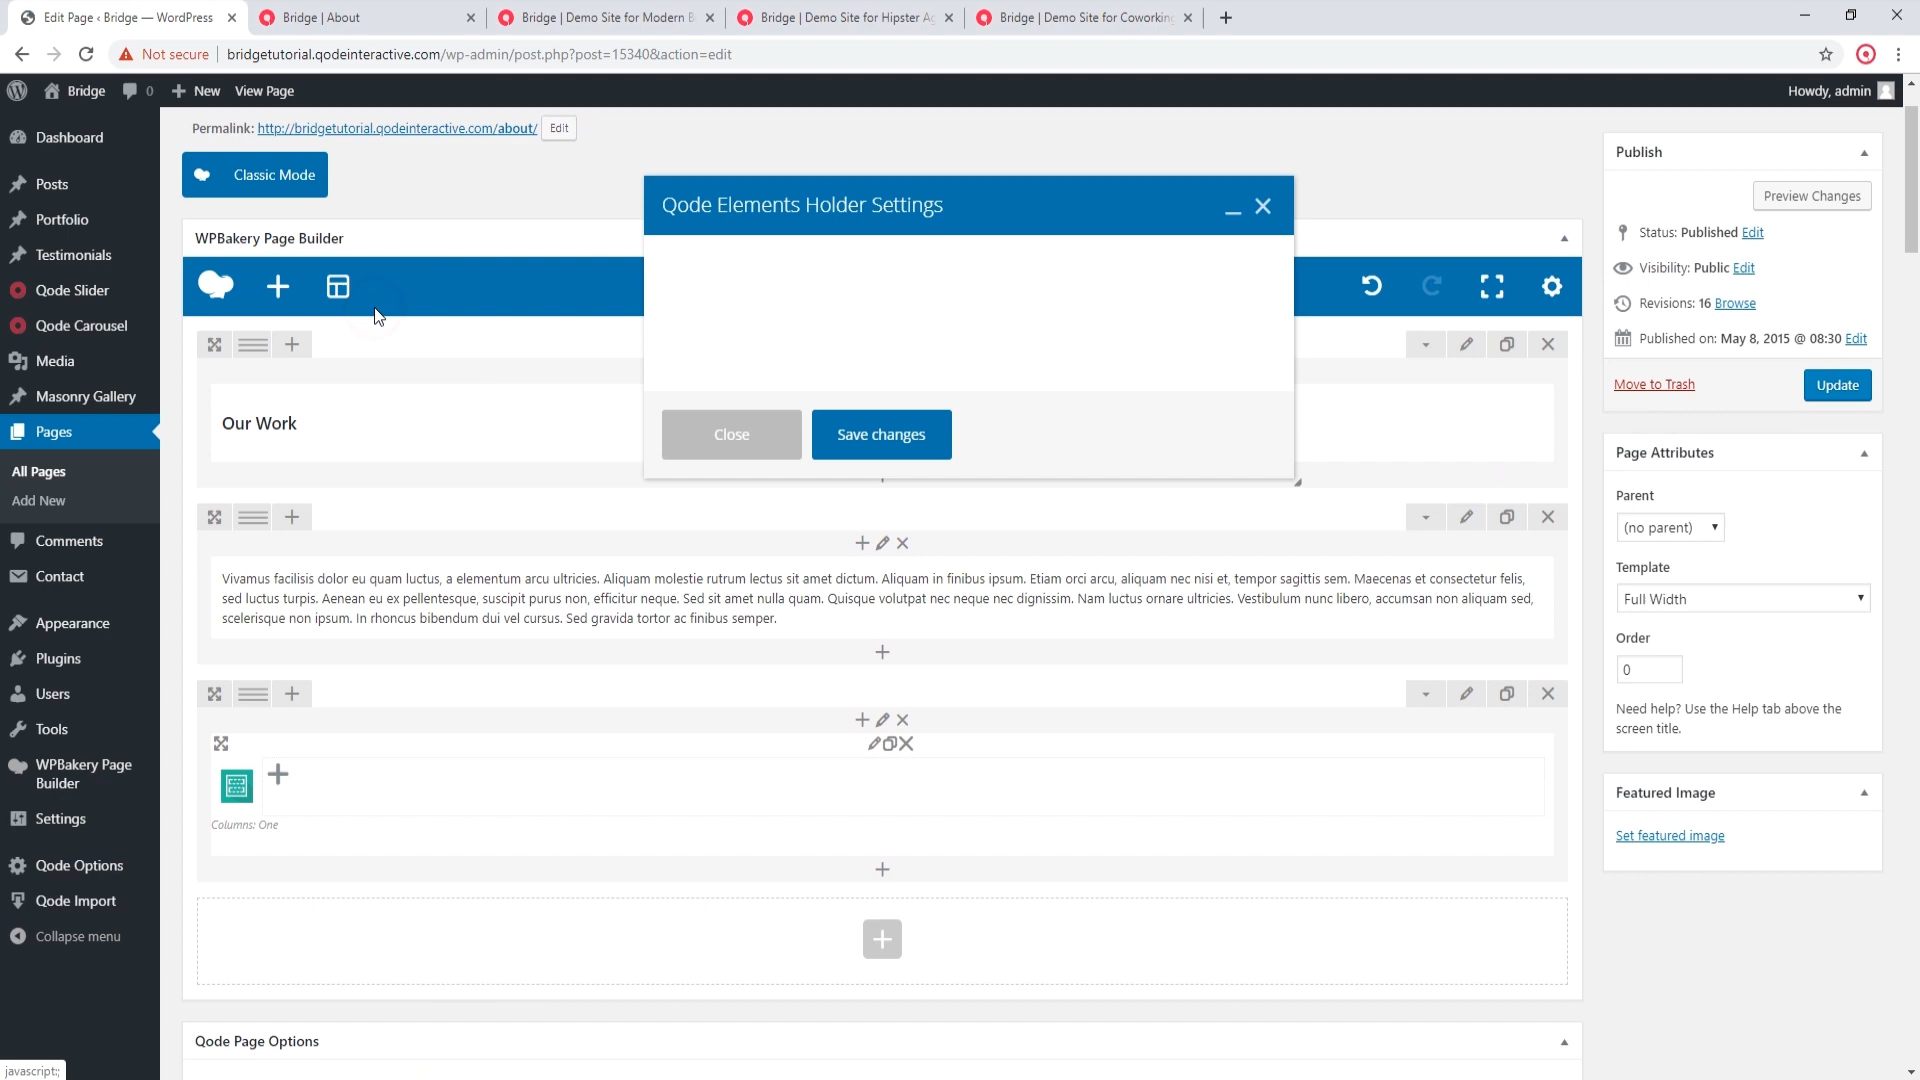 Edit Page ‹ Bridge — WordPress
Bridge | About
Bridge | Demo Site for Modern B
Bridge | Demo Site for Hipster Ag
Bridge | Demo Site for Coworking
Not secure
bridgetutorial.qodeinteractive.com/wp-admin/post.php?post=15340&action=edit
Bridge
0
New
View Page
Howdy, admin
Dashboard
Posts
Portfolio
Testimonials
Qode Slider
Qode Carousel
Media
Masonry Gallery
Pages
All Pages
Add New
Comments
Contact
Appearance
Plugins
Users
Tools
WPBakery Page
Builder
Settings
Qode Options
Qode Import
Collapse menu
javascript:;
Permalink: http://bridgetutorial.qodeinteractive.com/about/ Edit
Classic Mode
WPBakery Page Builder
Qode Elements Holder Settings
Close
Save changes
Our Work
Vivamus facilisis dolor eu quam luctus, a elementum arcu ultricies. Aliquam molestie rutrum lectus sit amet dictum. Aliquam in finibus ipsum. Etiam orci arcu, aliquam nec nisi et, tempor sagittis sem. Maecenas et consectetur felis,
sed luctus turpis. Aenean eu ex pellentesque, suscipit purus non, efficitur neque. Sed sit amet nulla quam. Quisque volutpat nec neque nec dignissim. Nam luctus ornare ultricies. Vestibulum nunc libero, accumsan non aliquam sed,
scelerisque non ipsum. In rhoncus bibendum dui vel cursus. Sed gravida tortor ac finibus semper.
Columns: One
Qode Page Options
Publish
Preview Changes
Status: Published Edit
Visibility: Public Edit
Revisions: 16 Browse
Published on: May 8, 2015 @ 08:30 Edit
Move to Trash
Update
Page Attributes
Parent
(no parent)
Template
Full Width
Order
0
Need help? Use the Help tab above the
screen title.
Featured Image
Set featured image